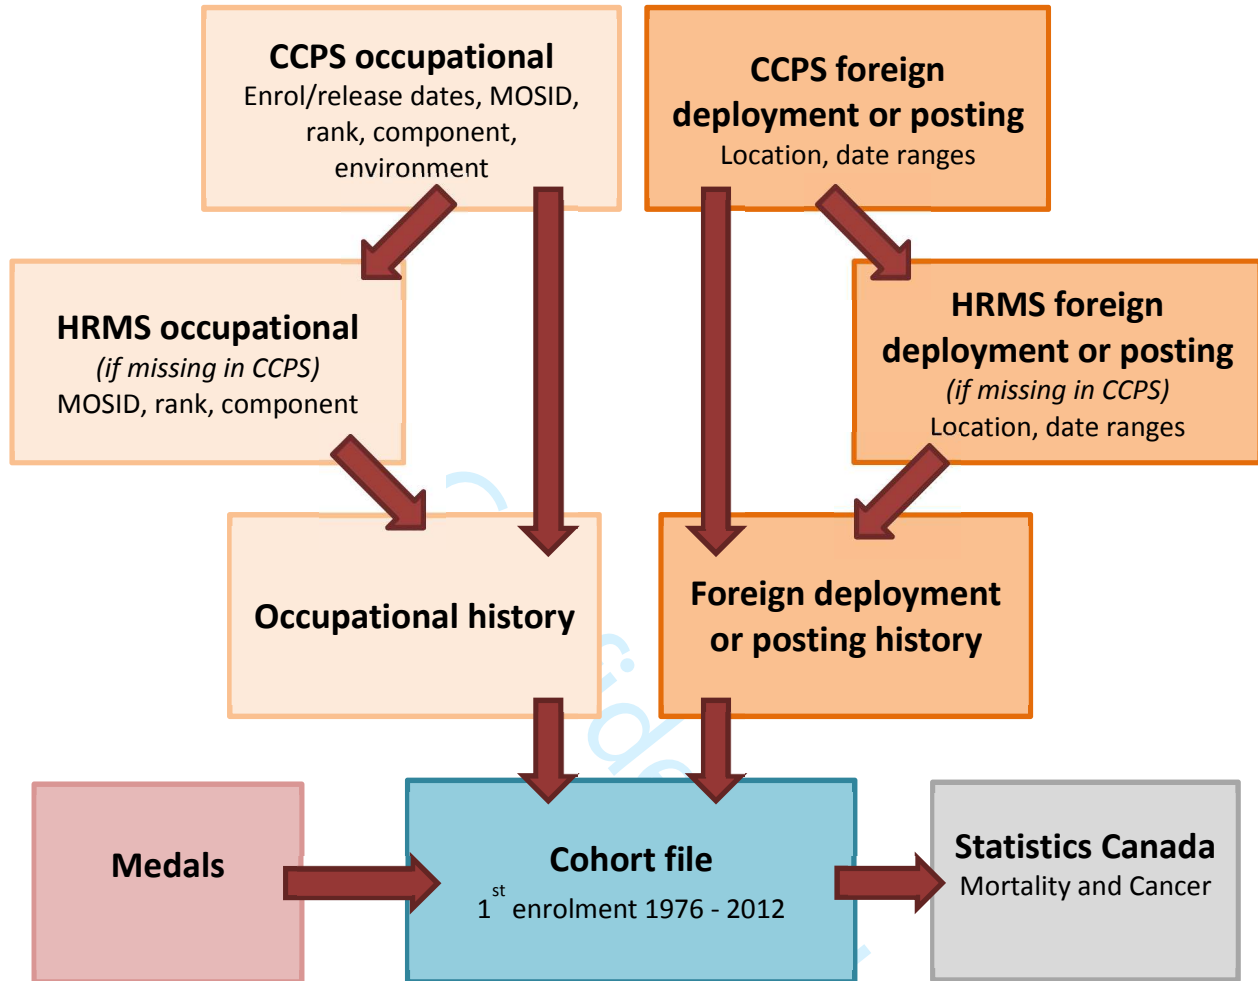 CCPS occupational
Enrol/release dates, MOSID,
rank, component,
environment
CCPS foreign
deployment or posting
Location, date ranges
HRMS occupational
(if missing in CCPS)
MOSID, rank, component
HRMS foreign
deployment or posting
(if missing in CCPS)
Location, date ranges
Occupational history
Foreign deployment
or posting history
Medals
Cohort file
1st enrolment 1976 - 2012
Statistics Canada
Mortality and Cancer